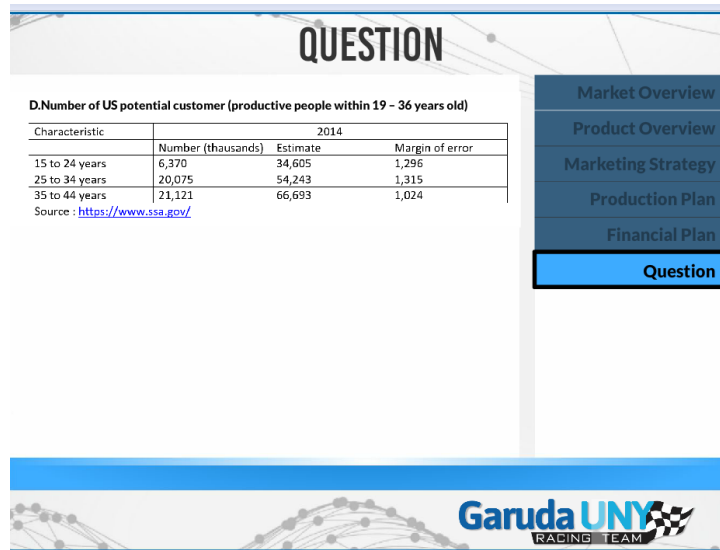 QUESTION
D.Number of US potential customer (productive people within 19 – 36 years old)
Characteristic 2014
Number (thousands) Estimate Margin of error
15 to 24 years 6,370 34,605 1,296
25 to 34 years 20,075 54,243 1,315
35 to 44 years 21,121 66,693 1,024
Source : https://www.ssa.gov/
Market Overview
Product Overview
Marketing Strategy
Production Plan
Financial Plan
Question
Garuda UNY
RACING TEAM